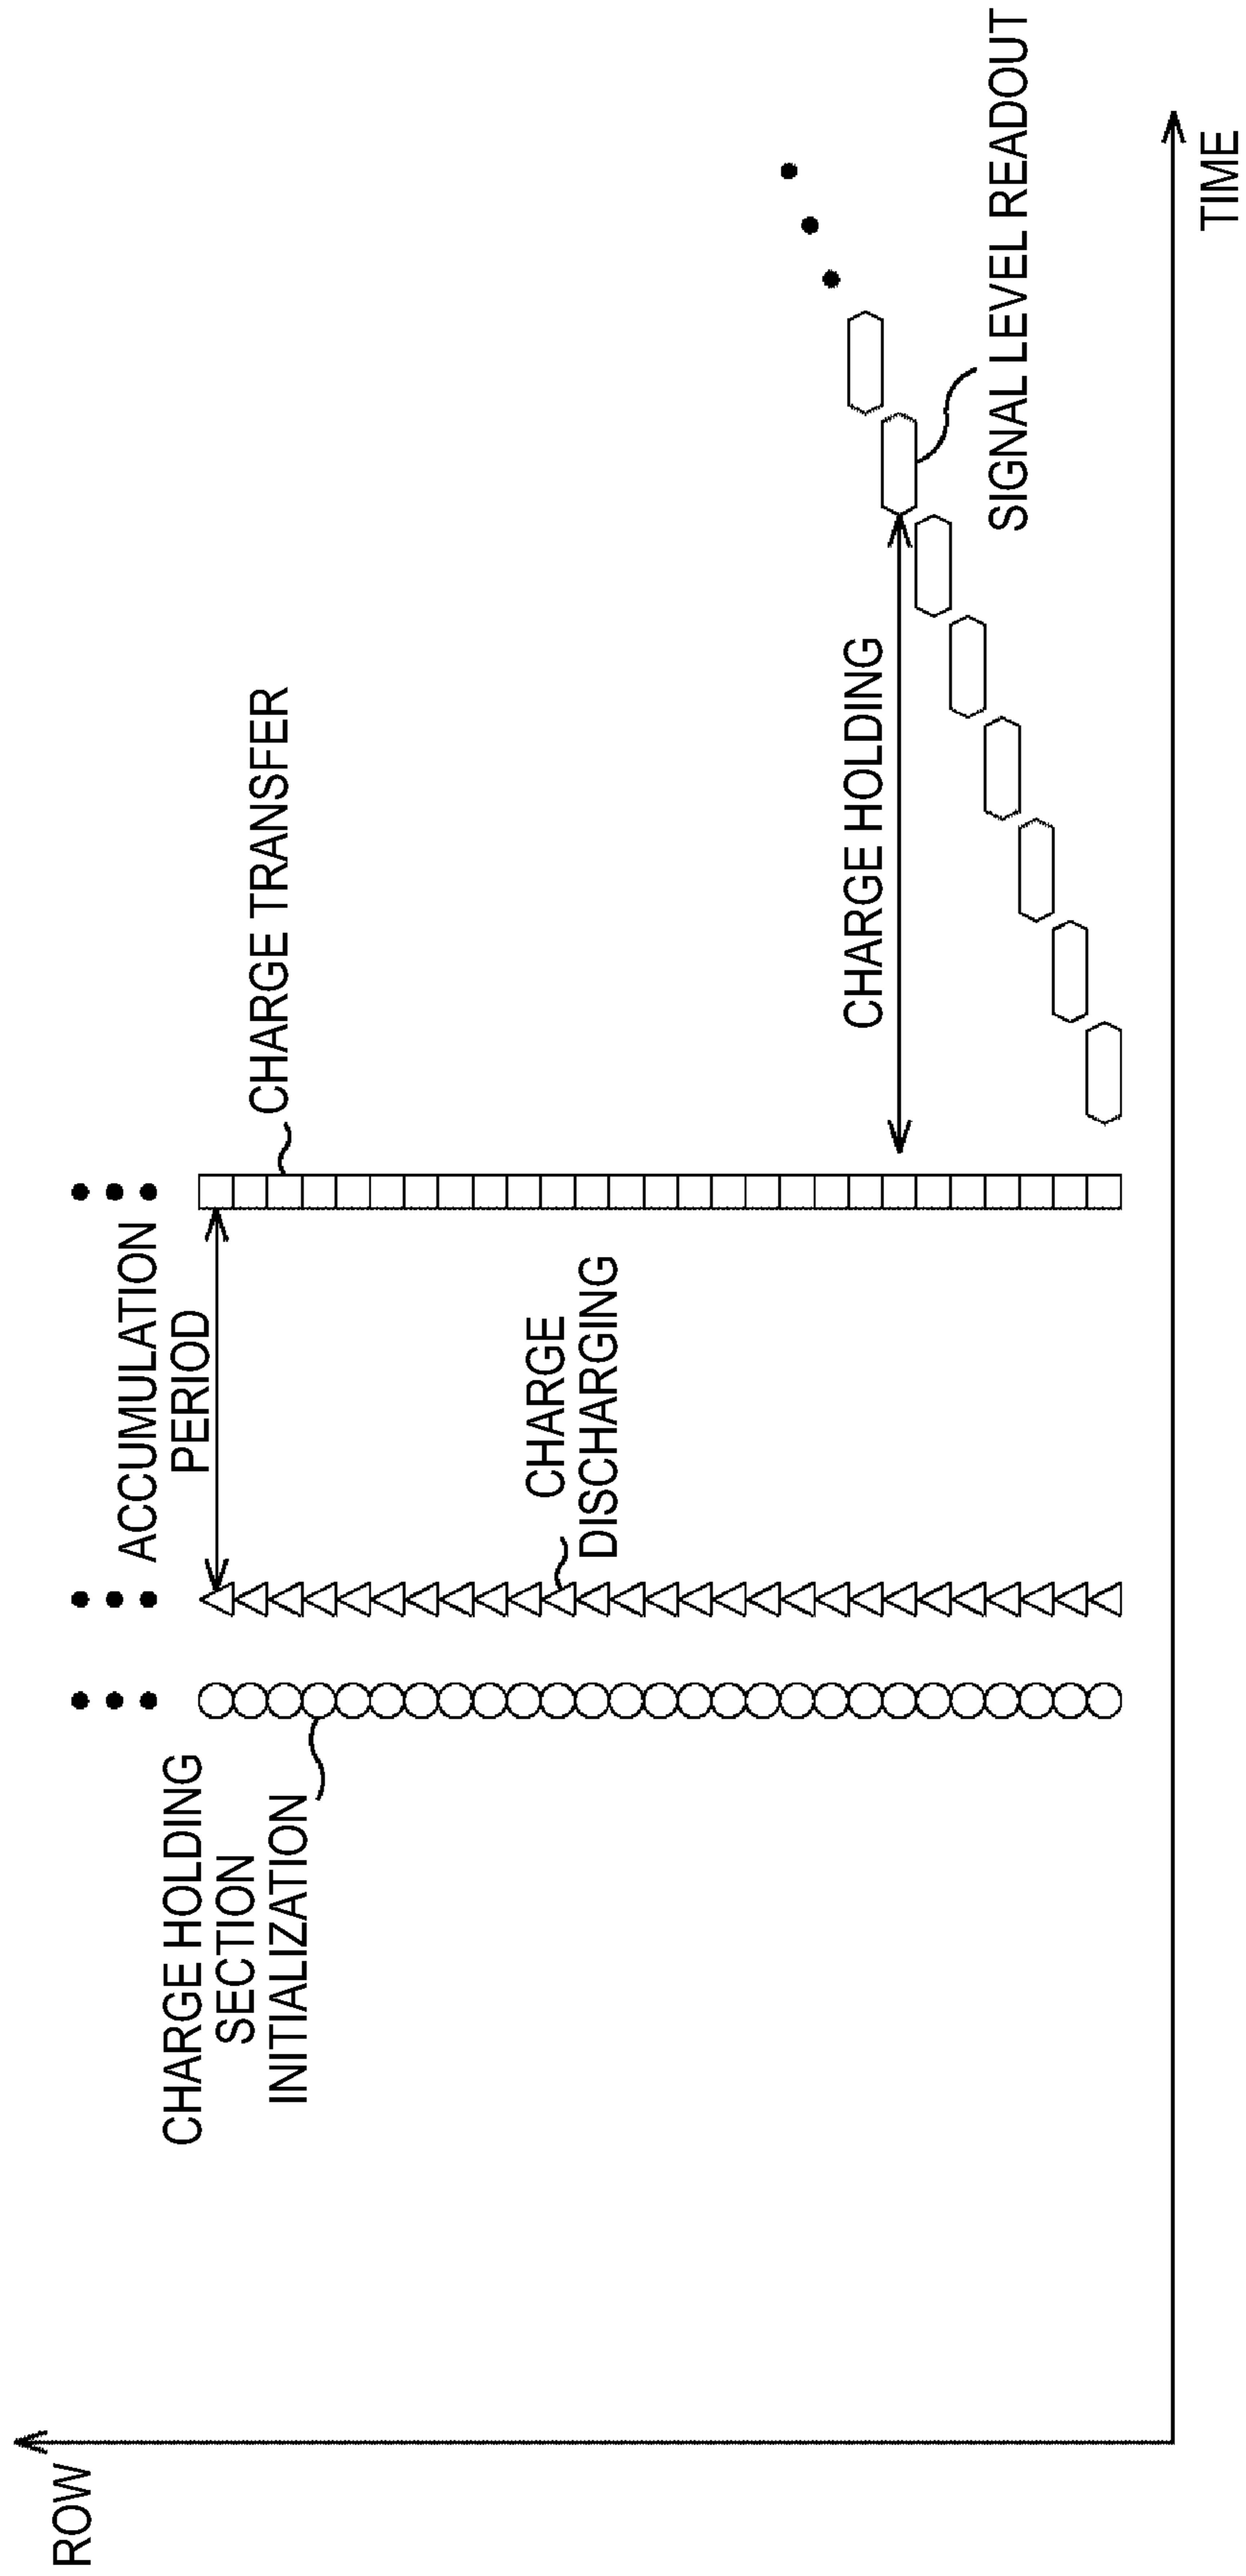 ROW
CHARGE HOLDING
SECTION
INITIALIZATION
ACCUMULATION
PERIOD
CHARGE
DISCHARGING
CHARGE TRANSFER
CHARGE HOLDING
SIGNAL LEVEL READOUT
TIME